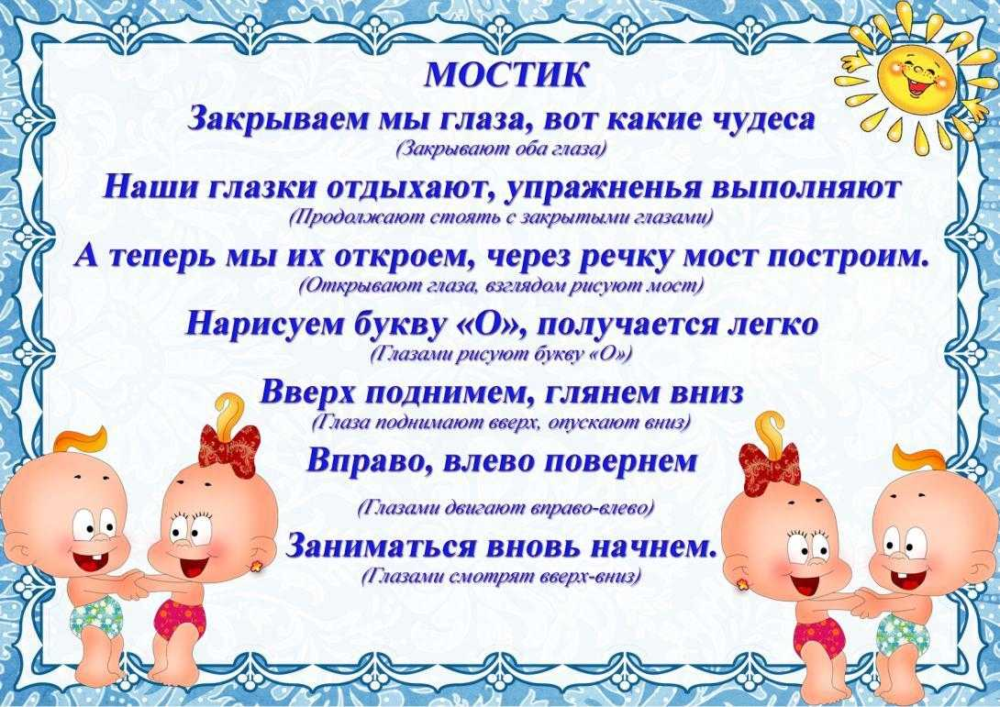 МОСТИК
Закрываем мы глаза, вот какие чудеса
(Закрывают оба глаза)
Наши глазки отдыхают, упражненья выполняют
(Продолжают стоять с закрытыми глазами)
А теперь мы их откроем, через речку мост построим.
(Открывают глаза, взглядом рисуют мост)
Нарисуем букву «О», получается легко
(Глазами рисуют букву «О»)
Вверх поднимем, глянем вниз
(Глаза поднимают вверх, опускают вниз)
Вправо, влево повернем
(Глазами двигают вправо-влево)
Заниматься вновь начнем.
(Глазами смотрят вверх-вниз)